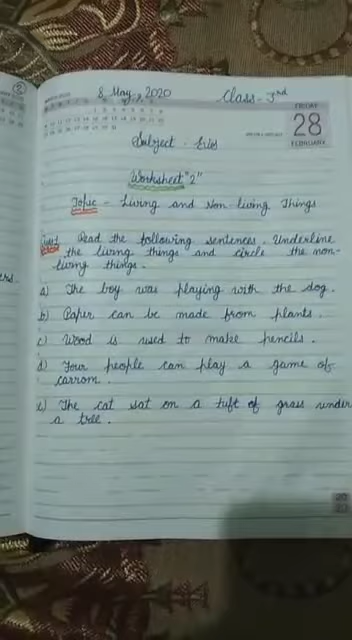 8 May, 2020 Class - 3rd
FRIDAY
28
FEBRUARY
Subject - Evs
Worksheet "2"
Topic - Living and Non-living Things
Ques1 Read the following sentences. Underline
the living things and circle the non-
living things.
a) The boy was playing with the dog.
b) Paper can be made from plants.
c) Wood is used to make pencils.
d) Four people can play a game of
carrom.
e) The cat sat on a tuft of grass under
a tree.